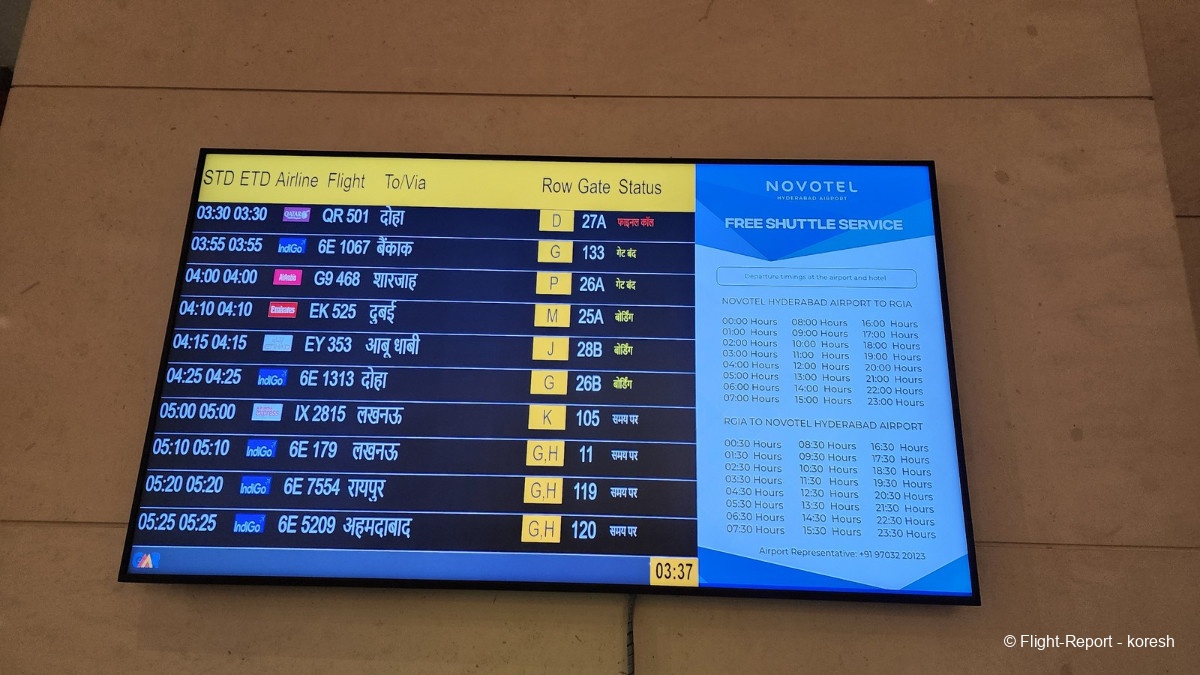 STD ETD Airline Flight To/Via Row Gate Status
03:30 03:30 QATAR QR 501 दोहा D 27A फाइनल कॉल
03:55 03:55 IndiGo 6E 1067 बैंकाक G 133 गेट बंद
04:00 04:00 G9 468 शारजाह P 26A गेट बंद
04:10 04:10 Emirates EK 525 दुबई M 25A बोर्डिंग
04:15 04:15 EY 353 आबू धाबी J 28B बोर्डिंग
04:25 04:25 IndiGo 6E 1313 दोहा G 26B बोर्डिंग
05:00 05:00 IX 2815 लखनऊ K 105 समय पर
05:10 05:10 IndiGo 6E 179 लखनऊ G,H 11 समय पर
05:20 05:20 IndiGo 6E 7554 रायपुर G,H 119 समय पर
05:25 05:25 IndiGo 6E 5209 अहमदाबाद G,H 120 समय पर
03:37
NOVOTEL
HYDERABAD AIRPORT
FREE SHUTTLE SERVICE
Departure timings at the airport and hotel
NOVOTEL HYDERABAD AIRPORT TO RGIA
00:00 Hours 08:00 Hours 16:00 Hours
01:00 Hours 09:00 Hours 17:00 Hours
02:00 Hours 10:00 Hours 18:00 Hours
03:00 Hours 11:00 Hours 19:00 Hours
04:00 Hours 12:00 Hours 20:00 Hours
05:00 Hours 13:00 Hours 21:00 Hours
06:00 Hours 14:00 Hours 22:00 Hours
07:00 Hours 15:00 Hours 23:00 Hours
RGIA TO NOVOTEL HYDERABAD AIRPORT
00:30 Hours 08:30 Hours 16:30 Hours
01:30 Hours 09:30 Hours 17:30 Hours
02:30 Hours 10:30 Hours 18:30 Hours
03:30 Hours 11:30 Hours 19:30 Hours
04:30 Hours 12:30 Hours 20:30 Hours
05:30 Hours 13:30 Hours 21:30 Hours
06:30 Hours 14:30 Hours 22:30 Hours
07:30 Hours 15:30 Hours 23:30 Hours
Airport Representative: +91 97032 20123
© Flight-Report - koresh